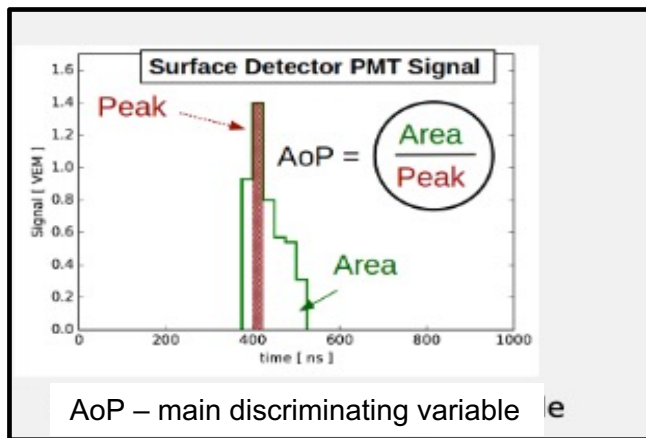 Surface Detector PMT Signal
1.6
1.4
1.2
1.0
0.8
0.6
0.4
0.2
0.0
Signal [ VEM ]
Peak
AoP = Area
Peak
Area
0 200 400 600 800 1000
time [ ns ]
AoP – main discriminating variable
le